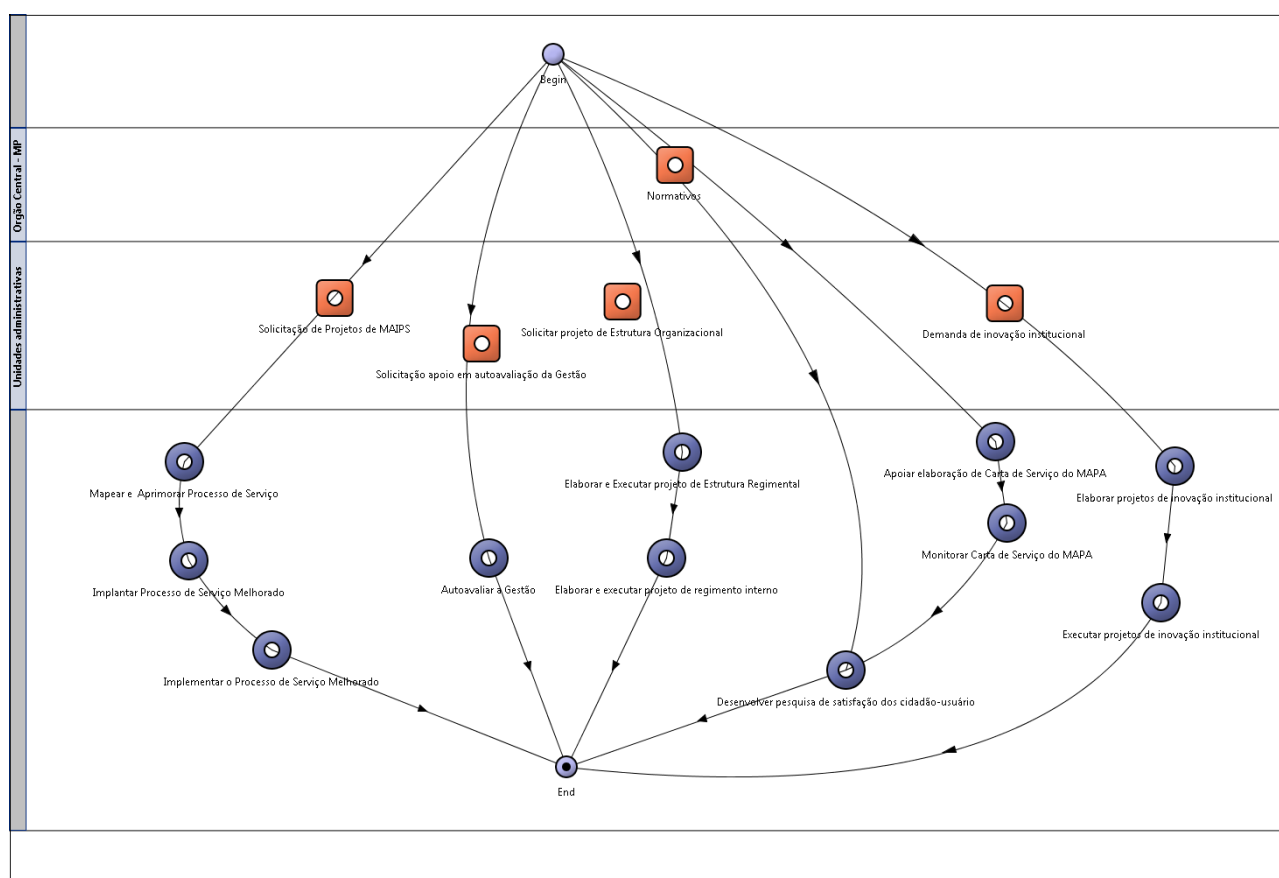 Begin
Orgão Central - MP
Normativos
Unidades administrativas
Solicitação de Projetos de MAIPS
Solicitar projeto de Estrutura Organizacional
Demanda de inovação institucional
Solicitação apoio em autoavaliação da Gestão
Mapear e Aprimorar Processo de Serviço
Elaborar e Executar projeto de Estrutura Regimental
Apoiar elaboração de Carta de Serviço do MAPA
Elaborar projetos de inovação institucional
Monitorar Carta de Serviço do MAPA
Implantar Processo de Serviço Melhorado
Autoavaliar a Gestão
Elaborar e executar projeto de regimento interno
Executar projetos de inovação institucional
Implementar o Processo de Serviço Melhorado
Desenvolver pesquisa de satisfação dos cidadão-usuário
End